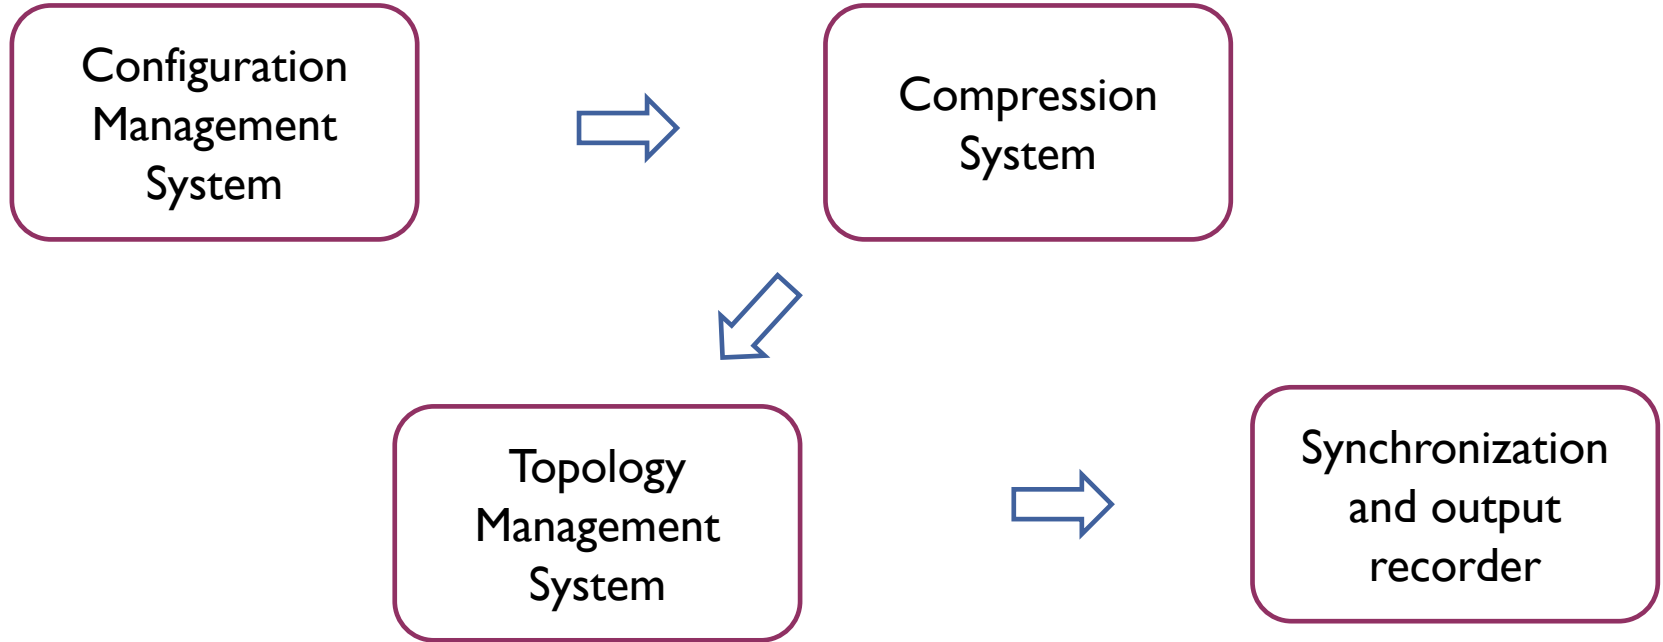 Configuration
Management
System
Compression
System
Topology
Management
System
Synchronization
and output
recorder